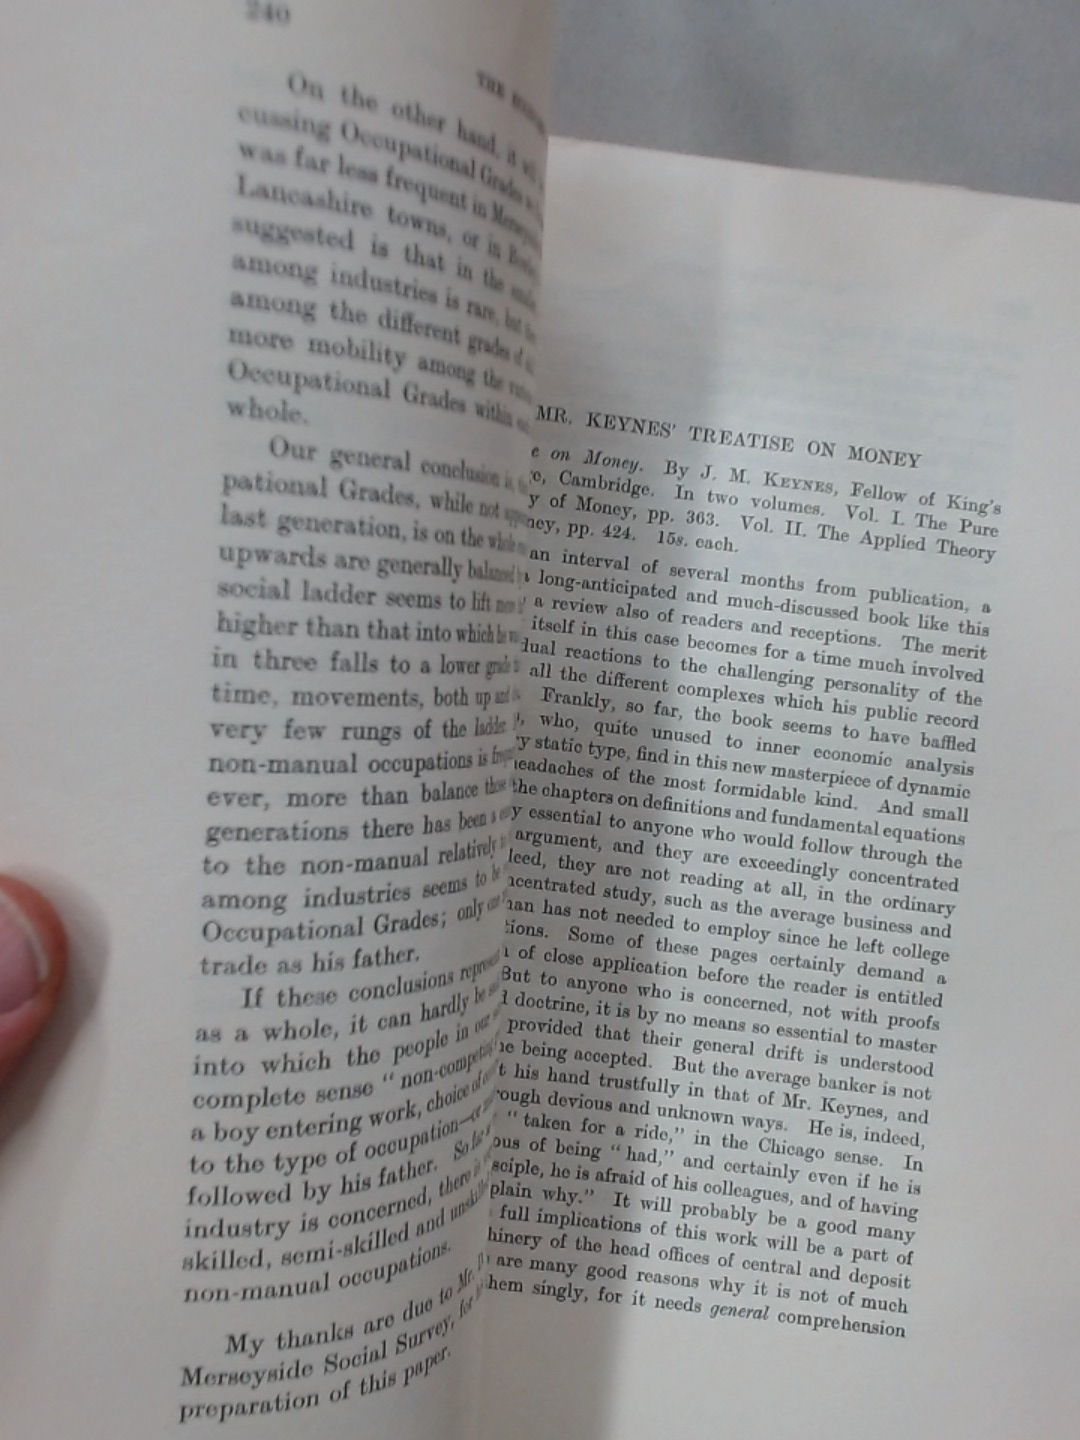 240
THE
On the other hand, it
cussing Occupational Grades
was far less frequent in
Lancashire towns, or in
suggested is that in the
among industries is rare, but
among the different grades of
more mobility among the
Occupational Grades within
whole.
Our general conclusion is
pational Grades, while not
last generation, is on the whole
upwards are generally balanced
social ladder seems to lift
higher than that into which he
in three falls to a lower grade
time, movements, both up and
very few rungs of the ladder
non-manual occupations is
ever, more than balance
generations there has been a
to the non-manual relatively
among industries seems to be
Occupational Grades; only
trade as his father.
If these conclusions
as a whole, it can hardly be
into which the people in our
complete sense "non-competing
a boy entering work, choice of
to the type of occupation—
followed by his father. So far
industry is concerned, there is
skilled, semi-skilled and
non-manual occupations.
My thanks are due to Mr.
Merseyside Social Survey, for
preparation of this paper.
MR. KEYNES' TREATISE ON MONEY
e on Money. By J. M. KEYNES, Fellow of King's
e, Cambridge. In two volumes. Vol. I. The Pure
y of Money, pp. 363. Vol. II. The Applied Theory
ney, pp. 424. 15s. each.
an interval of several months from publication, a
long-anticipated and much-discussed book like this
a review also of readers and receptions. The merit
itself in this case becomes for a time much involved
dual reactions to the challenging personality of the
all the different complexes which his public record
Frankly, so far, the book seems to have baffled
, who, quite unused to inner economic analysis
y static type, find in this new masterpiece of dynamic
headaches of the most formidable kind. And small
the chapters on definitions and fundamental equations
y essential to anyone who would follow through the
argument, and they are exceedingly concentrated
deed, they are not reading at all, in the ordinary
ncentrated study, such as the average business and
man has not needed to employ since he left college
tions. Some of these pages certainly demand a
of close application before the reader is entitled
But to anyone who is concerned, not with proofs
d doctrine, it is by no means so essential to master
provided that their general drift is understood
e being accepted. But the average banker is not
t his hand trustfully in that of Mr. Keynes, and
rough devious and unknown ways. He is, indeed,
"taken for a ride," in the Chicago sense. In
ous of being "had," and certainly even if he is
sciple, he is afraid of his colleagues, and of having
plain why." It will probably be a good many
full implications of this work will be a part of
hinery of the head offices of central and deposit
are many good reasons why it is not of much
hem singly, for it needs general comprehension